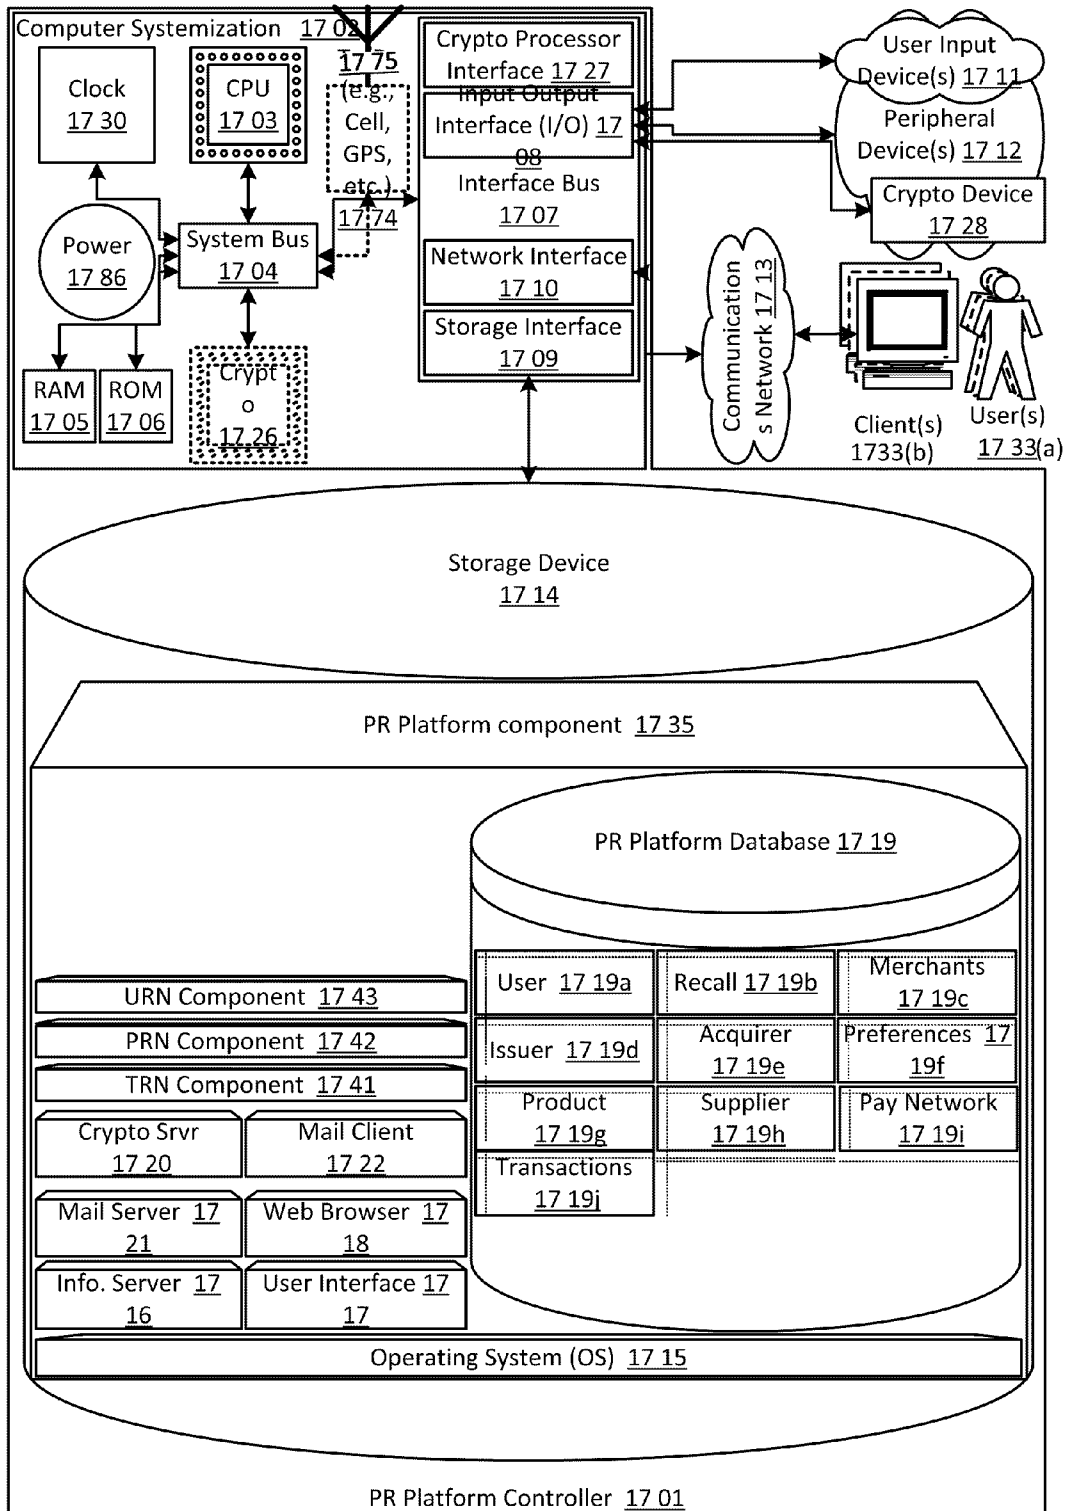 Computer Systemization 17 02
Clock
17 30
CPU
17 03
17 75
(e.g.,
Cell,
GPS,
etc.)
17 74
Crypto Processor
Interface 17 27
Input Output
Interface (I/O) 17
08
Interface Bus
17 07
Network Interface
17 10
Storage Interface
17 09
User Input
Device(s) 17 11
Peripheral
Device(s) 17 12
Crypto Device
17 28
Power
17 86
System Bus
17 04
RAM
17 05
ROM
17 06
Crypt
o
17 26
Communication
s Network 17 13
Client(s)
1733(b)
User(s)
17 33(a)
Storage Device
17 14
PR Platform component 17 35
PR Platform Database 17 19
User 17 19a
Recall 17 19b
Merchants
17 19c
Issuer 17 19d
Acquirer
17 19e
Preferences 17
19f
Product
17 19g
Supplier
17 19h
Pay Network
17 19i
Transactions
17 19j
URN Component 17 43
PRN Component 17 42
TRN Component 17 41
Crypto Srvr
17 20
Mail Client
17 22
Mail Server 17
21
Web Browser 17
18
Info. Server 17
16
User Interface 17
17
Operating System (OS) 17 15
PR Platform Controller 17 01